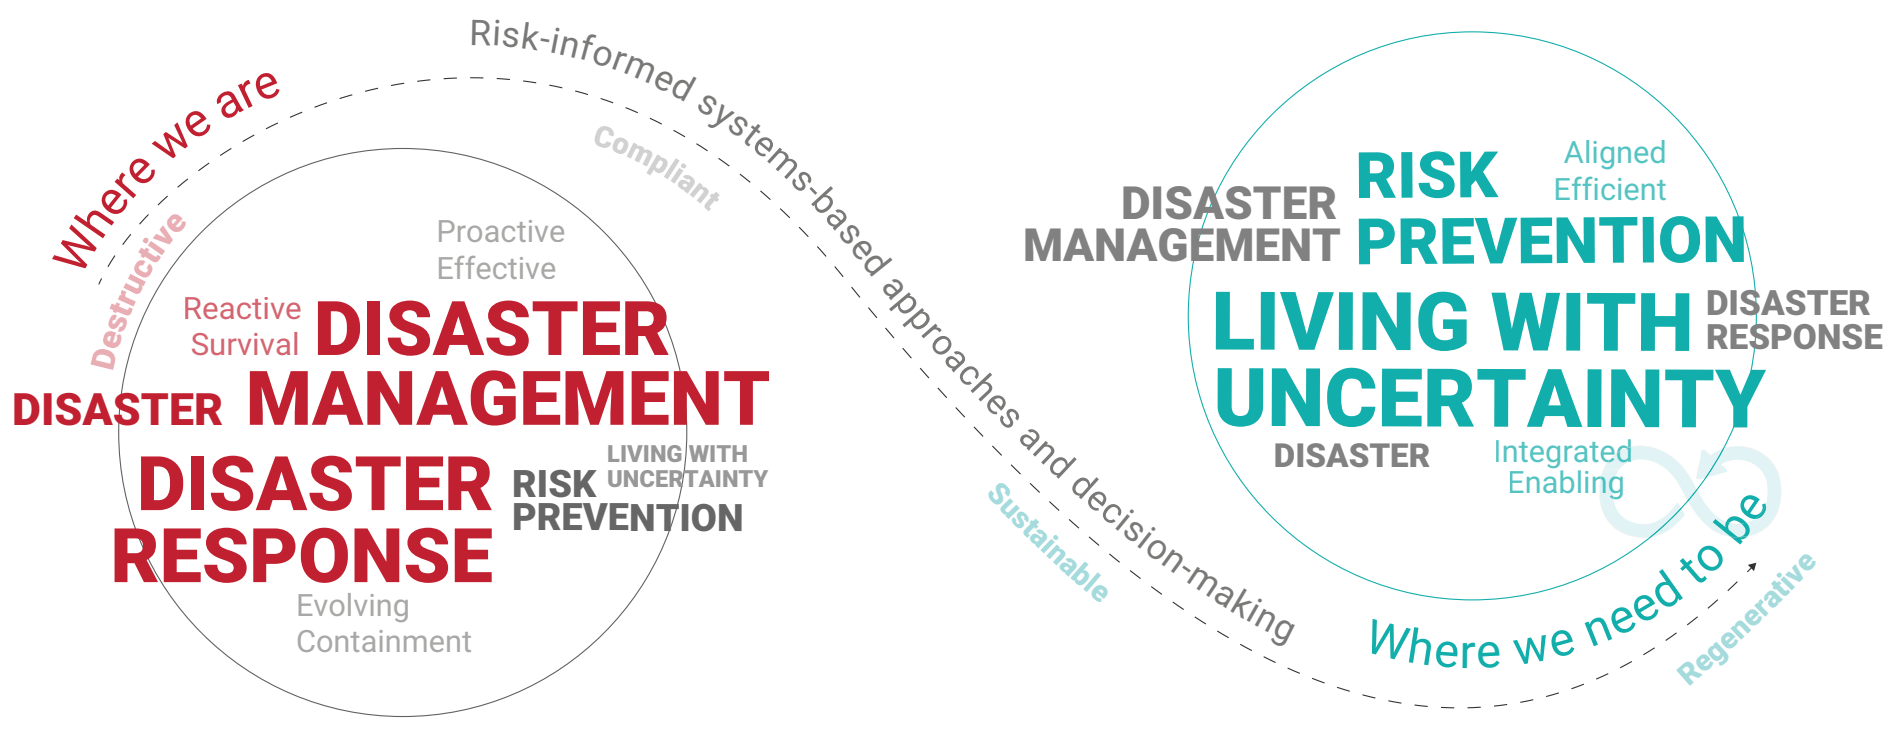 Where we are
Risk-informed systems-based approaches and decision-making
Destructive
Compliant
Proactive
Effective
Reactive
Survival
DISASTER
MANAGEMENT
DISASTER
DISASTER
RESPONSE
LIVING WITH
UNCERTAINTY
RISK
PREVENTION
Evolving
Containment
Sustainable
Aligned
Efficient
RISK
PREVENTION
DISASTER
MANAGEMENT
LIVING WITH
UNCERTAINTY
DISASTER
RESPONSE
DISASTER
Integrated
Enabling
Where we need to be
Regenerative